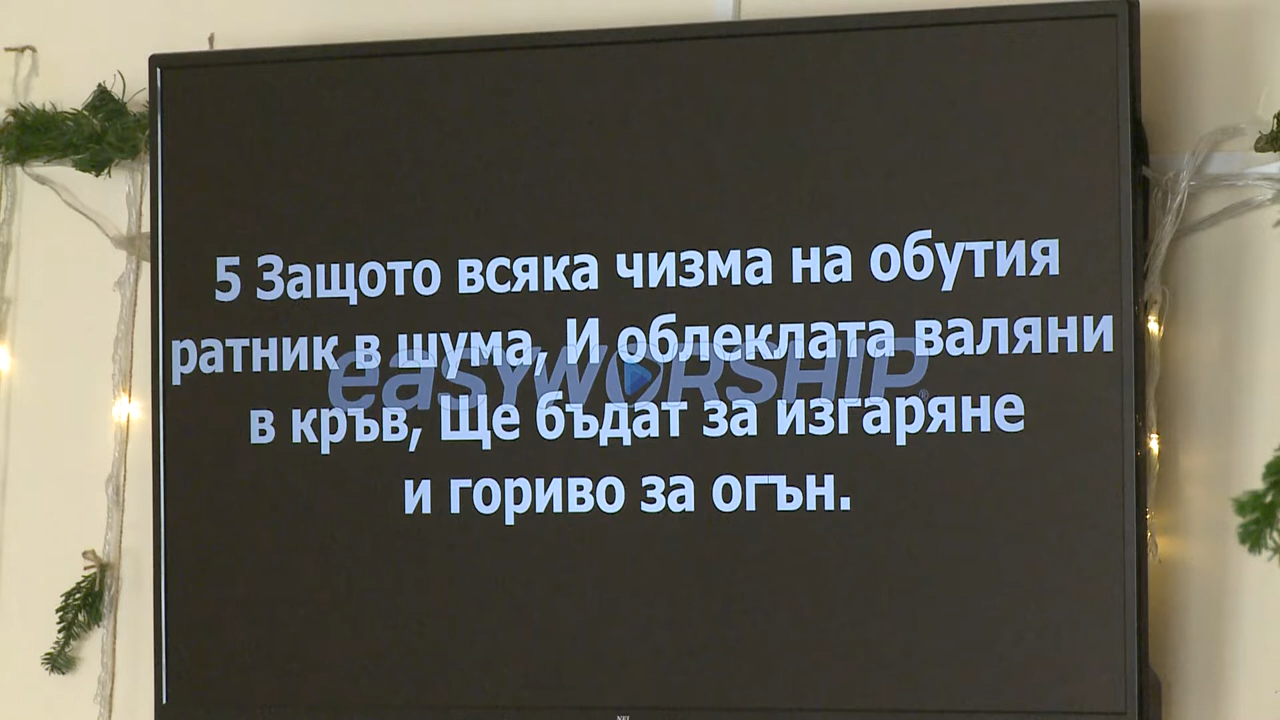 5 Защото всяка чизма на обутия
ратник в шума, И облеклата валяни
easyWORSHIP®
в кръв, Ще бъдат за изгаряне
и гориво за огън.